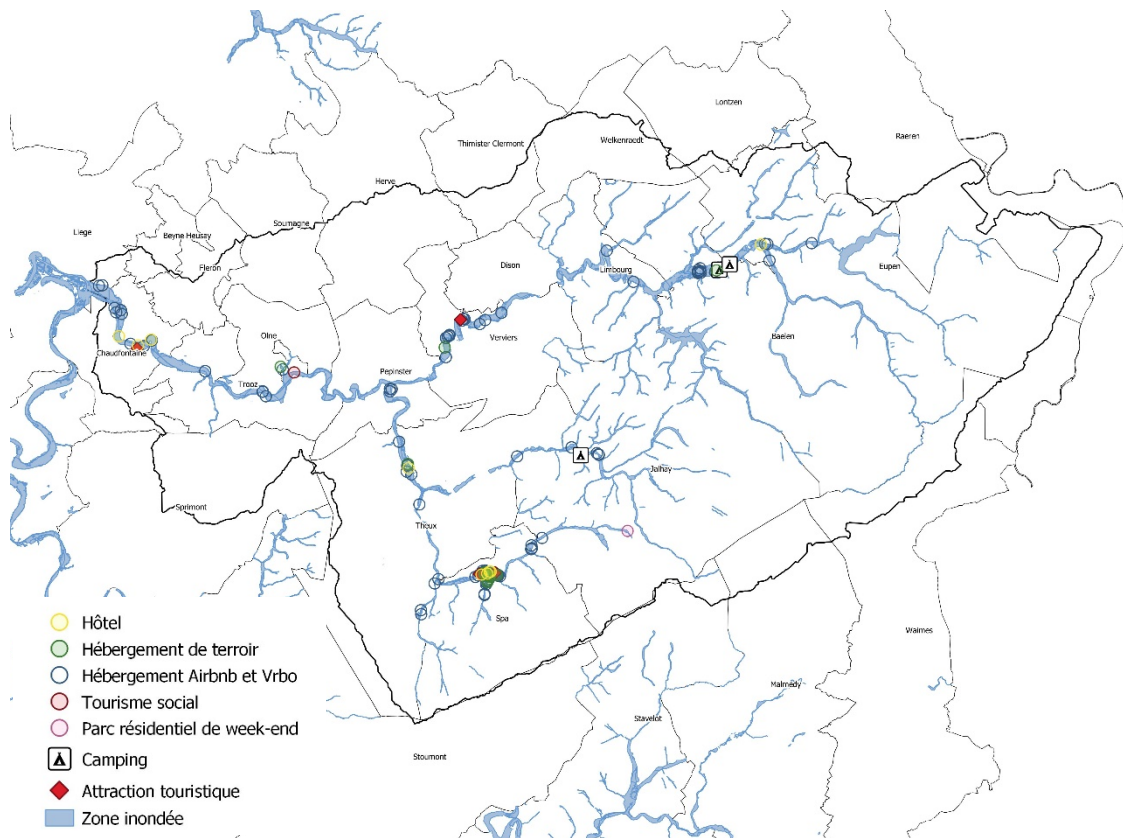 Lontzen
Raeren
Thimister Clermont
Welkenraedt
Herve
Soumagne
Liege
Beyne Heusay
Fleron
Dison
Limbourg
Eupen
Olne
Verviers
Baelen
Chaudfontaine
Pepinster
Trooz
Jalhay
Sprimont
Theux
Spa
Waimes
Malmedy
Stavelot
Stoumont
Hôtel
Hébergement de terroir
Hébergement Airbnb et Vrbo
Tourisme social
Parc résidentiel de week-end
Camping
Attraction touristique
Zone inondée